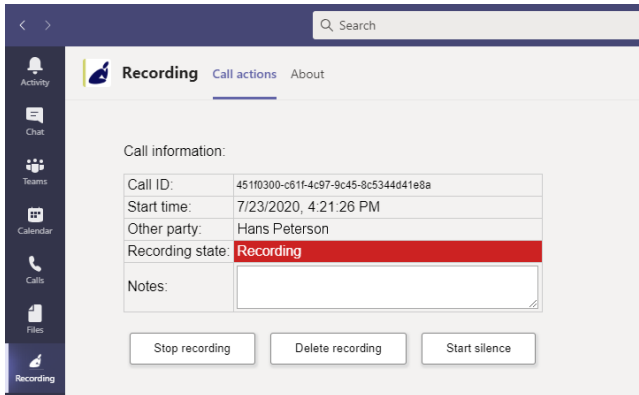 Search
Activity
Chat
Teams
Calendar
Calls
Files
Recording
Recording Call actions About
Call information:
Call ID: 451f0300-c61f-4c97-9c45-8c5344d41e8a
Start time: 7/23/2020, 4:21:26 PM
Other party: Hans Peterson
Recording state: Recording
Notes:
Stop recording Delete recording Start silence